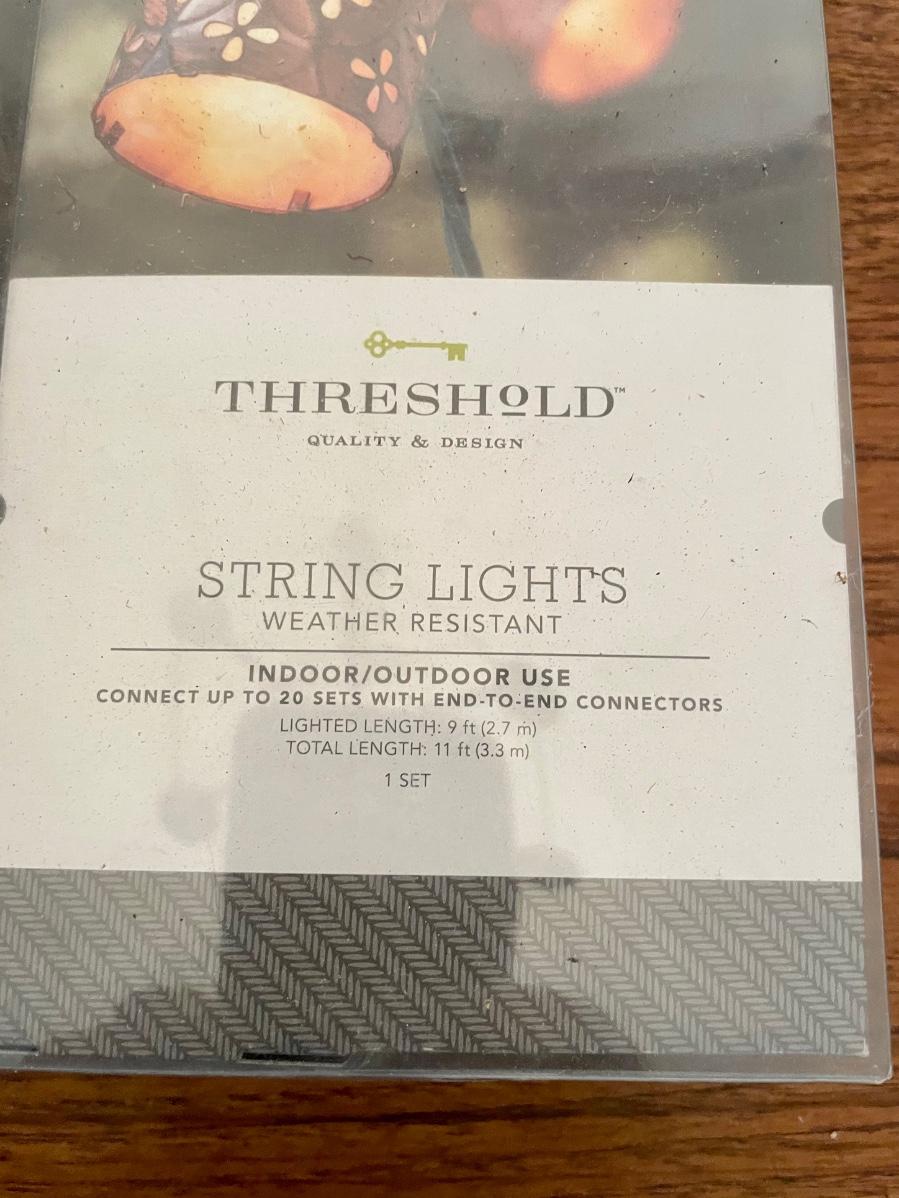 THRESHOLD™
QUALITY & DESIGN
STRING LIGHTS
WEATHER RESISTANT
INDOOR/OUTDOOR USE
CONNECT UP TO 20 SETS WITH END-TO-END CONNECTORS
LIGHTED LENGTH: 9 ft (2.7 m)
TOTAL LENGTH: 11 ft (3.3 m)
1 SET